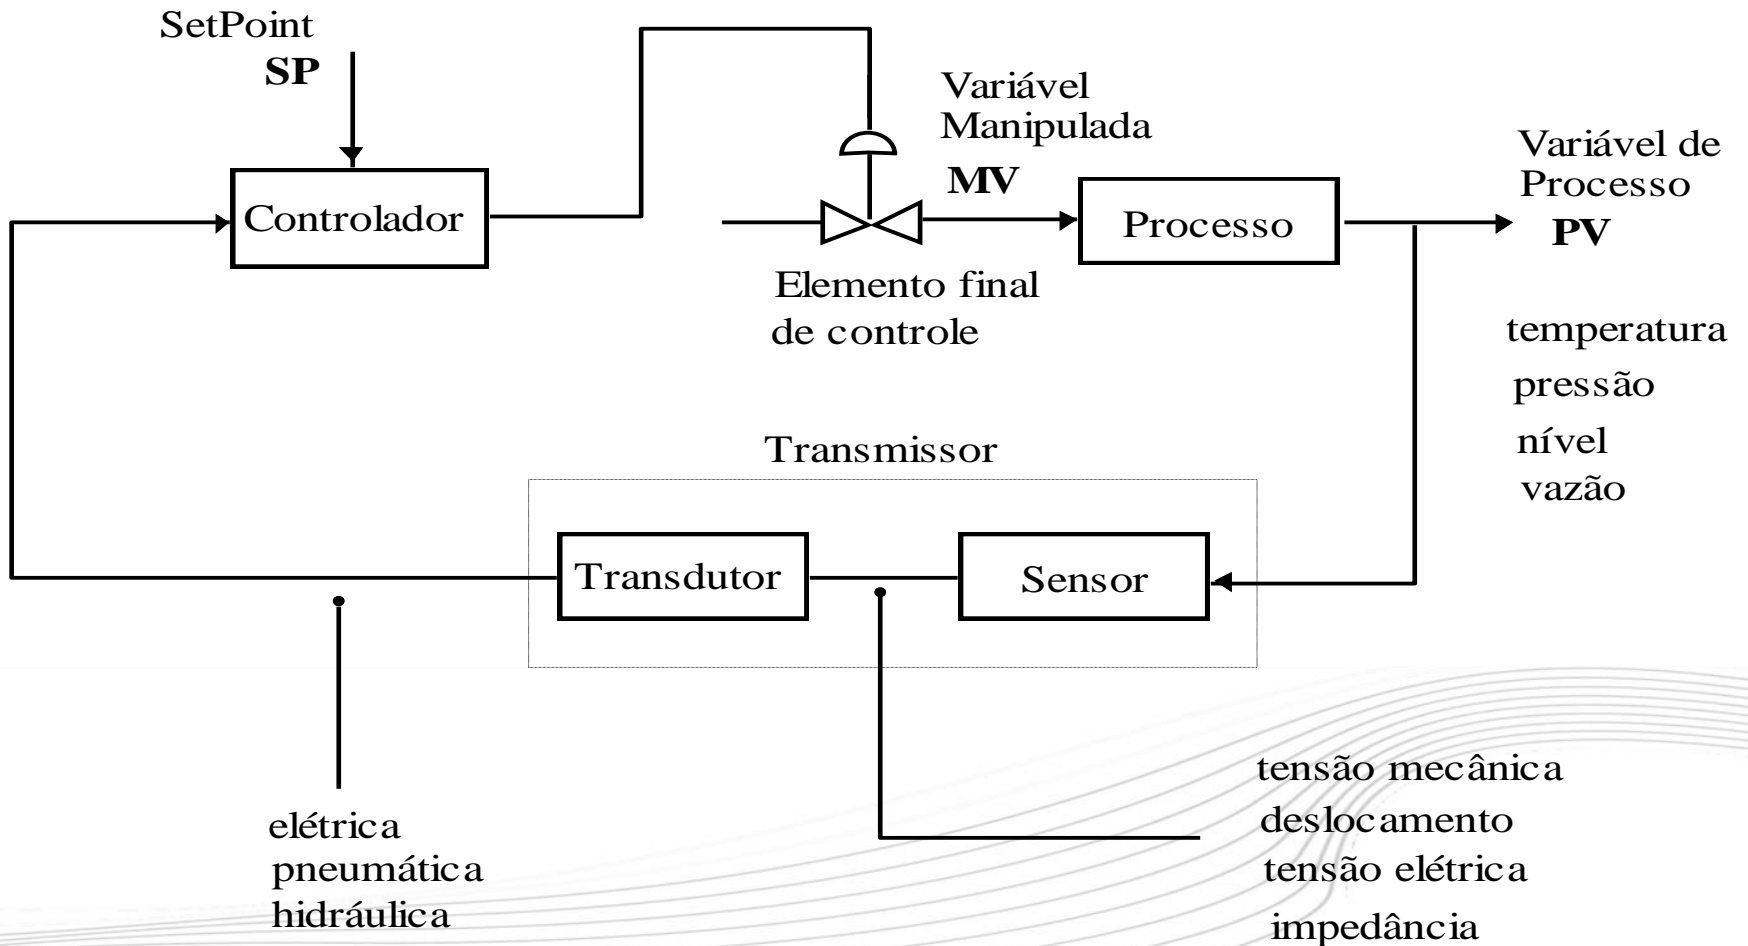 SetPoint
SP
Controlador
Variável
Manipulada
MV
Elemento final
de controle
Processo
Variável de
Processo
PV
temperatura
pressão
nível
vazão
Transmissor
Transdutor
Sensor
elétrica
pneumática
hidráulica
tensão mecânica
deslocamento
tensão elétrica
impedância